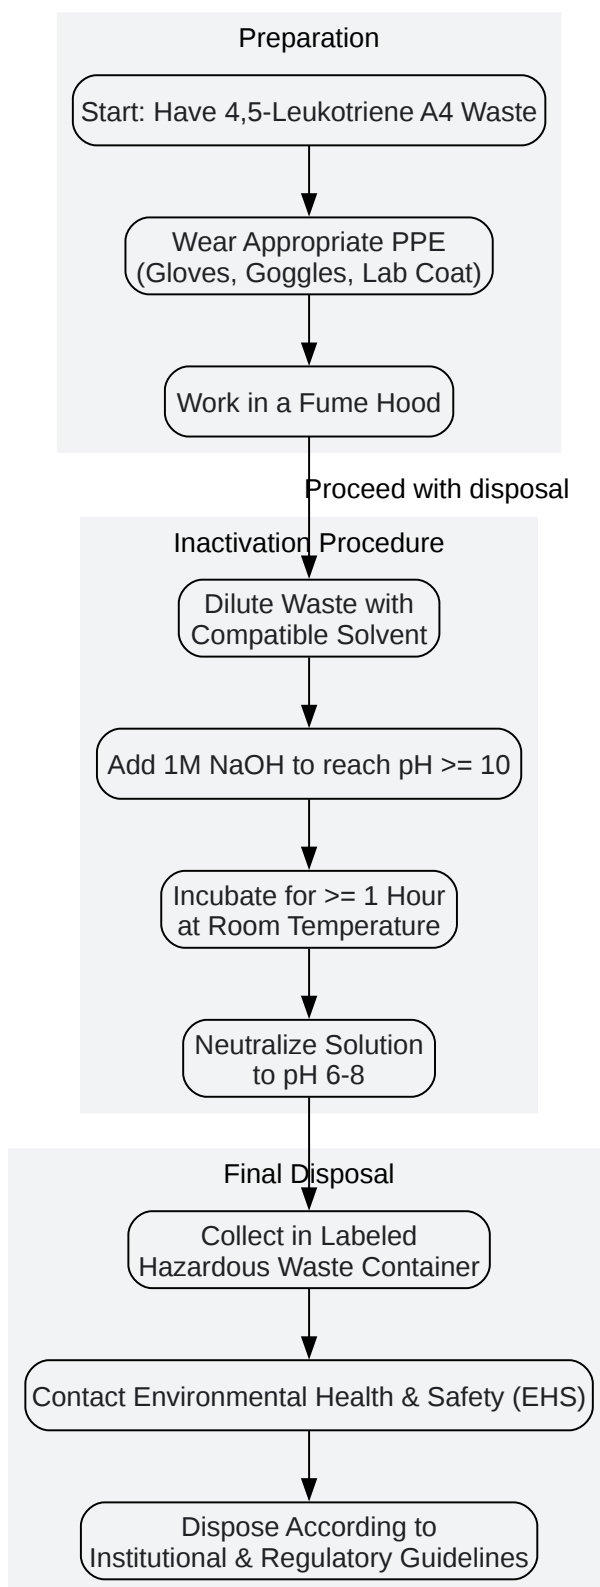 Preparation
Start: Have 4,5-Leukotriene A4 Waste
Wear Appropriate PPE
(Gloves, Goggles, Lab Coat)
Work in a Fume Hood
Proceed with disposal
Inactivation Procedure
Dilute Waste with
Compatible Solvent
Add 1M NaOH to reach pH >= 10
Incubate for >= 1 Hour
at Room Temperature
Neutralize Solution
to pH 6-8
Final Disposal
Collect in Labeled
Hazardous Waste Container
Contact Environmental Health & Safety (EHS)
Dispose According to
Institutional & Regulatory Guidelines